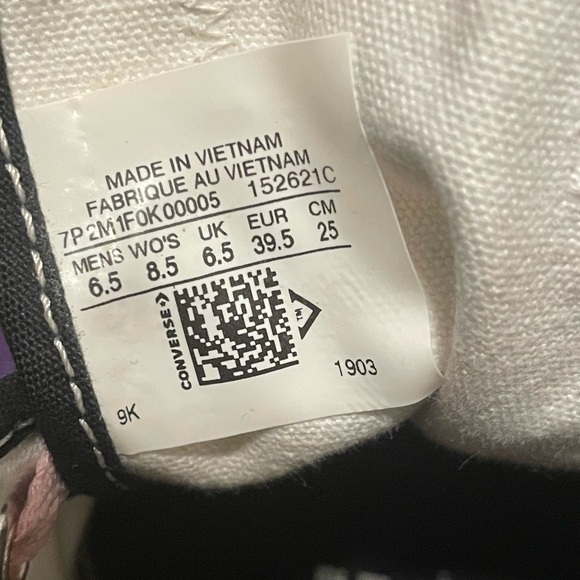 MADE IN VIETNAM
FABRIQUE AU VIETNAM
7P2M1F0K00005 152621C
MENS WO'S UK EUR CM
6.5 8.5 6.5 39.5 25
CONVERSE
TM
9K 1903